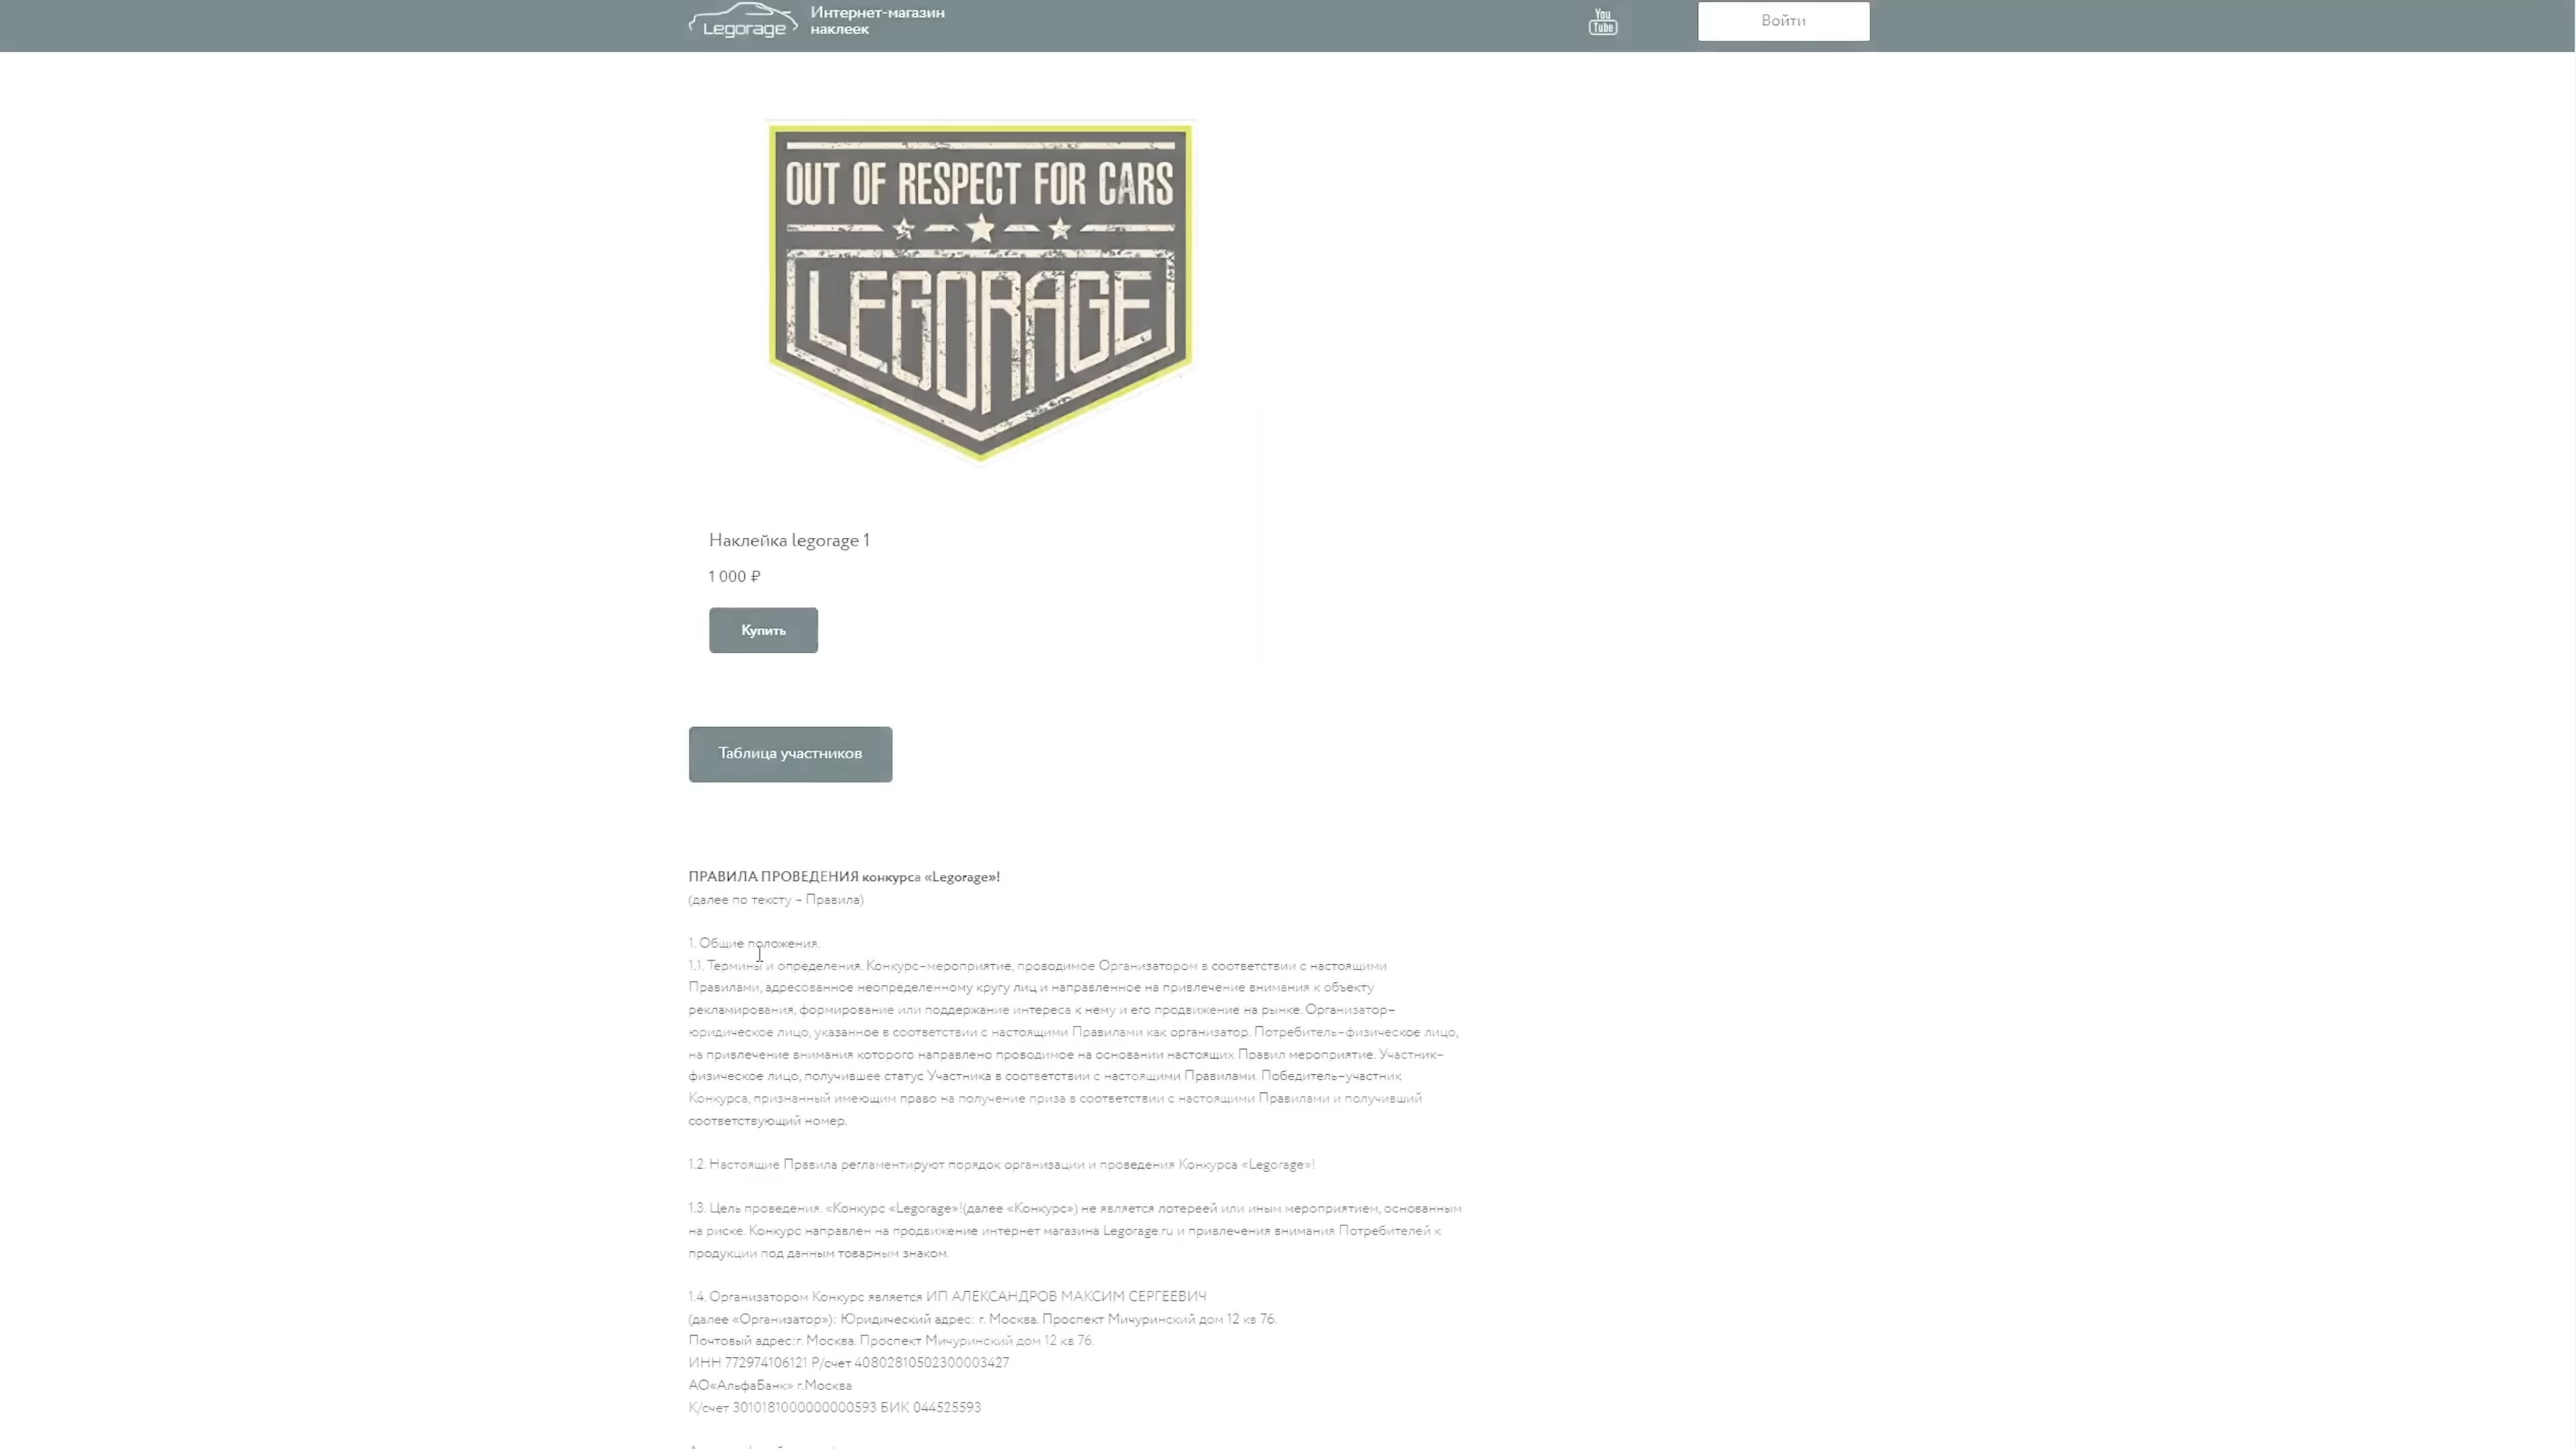 Legorage
Интернет-магазин
наклеек
You
Tube
Войти
OUT OF RESPECT FOR CARS
LEGORAGE
Наклейка legorage 1
1 000 ₽
Купить
Таблица участников
ПРАВИЛА ПРОВЕДЕНИЯ конкурса «Legorage»!
(далее по тексту – Правила)
1. Общие положения.
1.1. Термины и определения. Конкурс–мероприятие, проводимое Организатором в соответствии с настоящими
Правилами, адресованное неопределенному кругу лиц и направленное на привлечение внимания к объекту
рекламирования, формирование или поддержание интереса к нему и его продвижение на рынке. Организатор–
юридическое лицо, указанное в соответствии с настоящими Правилами как организатор. Потребитель–физическое лицо,
на привлечение внимания которого направлено проводимое на основании настоящих Правил мероприятие. Участник–
физическое лицо, получившее статус Участника в соответствии с настоящими Правилами. Победитель–участник
Конкурса, признанный имеющим право на получение приза в соответствии с настоящими Правилами и получивший
соответствующий номер.
1.2. Настоящие Правила регламентируют порядок организации и проведения Конкурса «Legorage»!
1.3. Цель проведения. «Конкурс «Legorage»!(далее «Конкурс») не является лотереей или иным мероприятием, основанным
на риске. Конкурс направлен на продвижение интернет магазина Legorage.ru и привлечения внимания Потребителей к
продукции под данным товарным знаком.
1.4. Организатором Конкурс является ИП АЛЕКСАНДРОВ МАКСИМ СЕРГЕЕВИЧ
(далее «Организатор»): Юридический адрес: г. Москва. Проспект Мичуринский дом 12 кв 76.
Почтовый адрес:г. Москва. Проспект Мичуринский дом 12 кв 76.
ИНН 772974106121 Р/счет 40802810502300003427
АО«АльфаБанк» г.Москва
К/счет 3010181000000000593 БИК 044525593